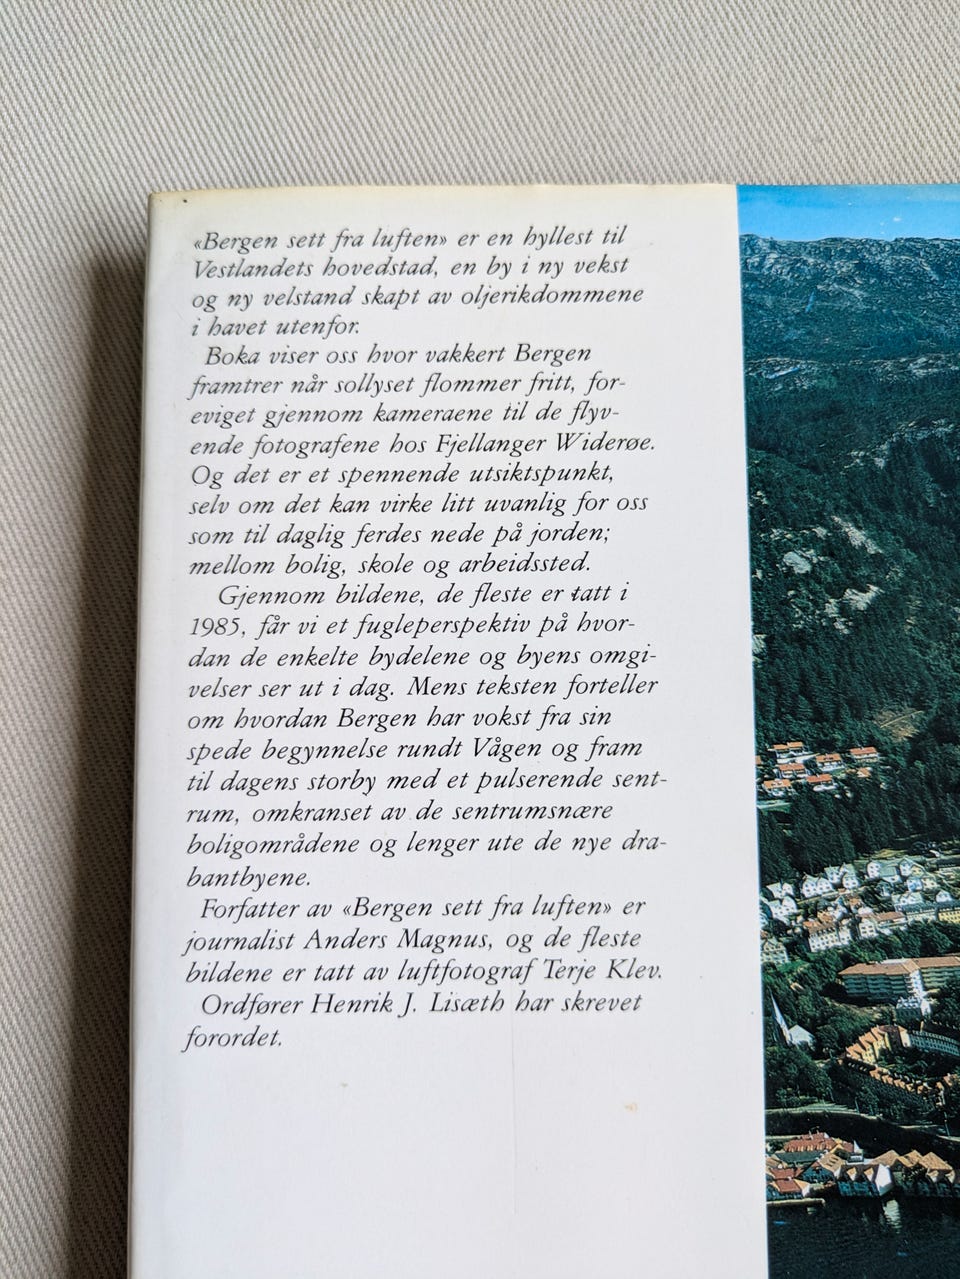 «Bergen sett fra luften» er en hyllest til
Vestlandets hovedstad, en by i ny vekst
og ny velstand skapt av oljerikdommene
i havet utenfor.
Boka viser oss hvor vakkert Bergen
framtrer når sollyset flommer fritt, for-
eviget gjennom kameraene til de flyv-
ende fotografene hos Fjellanger Widerøe.
Og det er et spennende utsiktspunkt,
selv om det kan virke litt uvanlig for oss
som til daglig ferdes nede på jorden;
mellom bolig, skole og arbeidssted.
Gjennom bildene, de fleste er tatt i
1985, får vi et fugleperspektiv på hvor-
dan de enkelte bydelene og byens omgi-
velser ser ut i dag. Mens teksten forteller
om hvordan Bergen har vokst fra sin
spede begynnelse rundt Vågen og fram
til dagens storby med et pulserende sent-
rum, omkranset av de sentrumsnære
boligområdene og lenger ute de nye dra-
bantbyene.
Forfatter av «Bergen sett fra luften» er
journalist Anders Magnus, og de fleste
bildene er tatt av luftfotograf Terje Klev.
Ordfører Henrik J. Lisæth har skrevet
forordet.